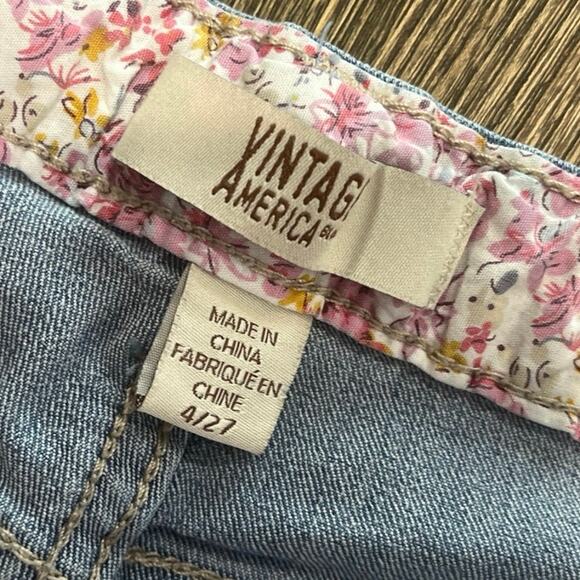 VINTAG
AMERICA
MADE IN
CHINA
FABRIQUÉ EN
CHINE
4/27